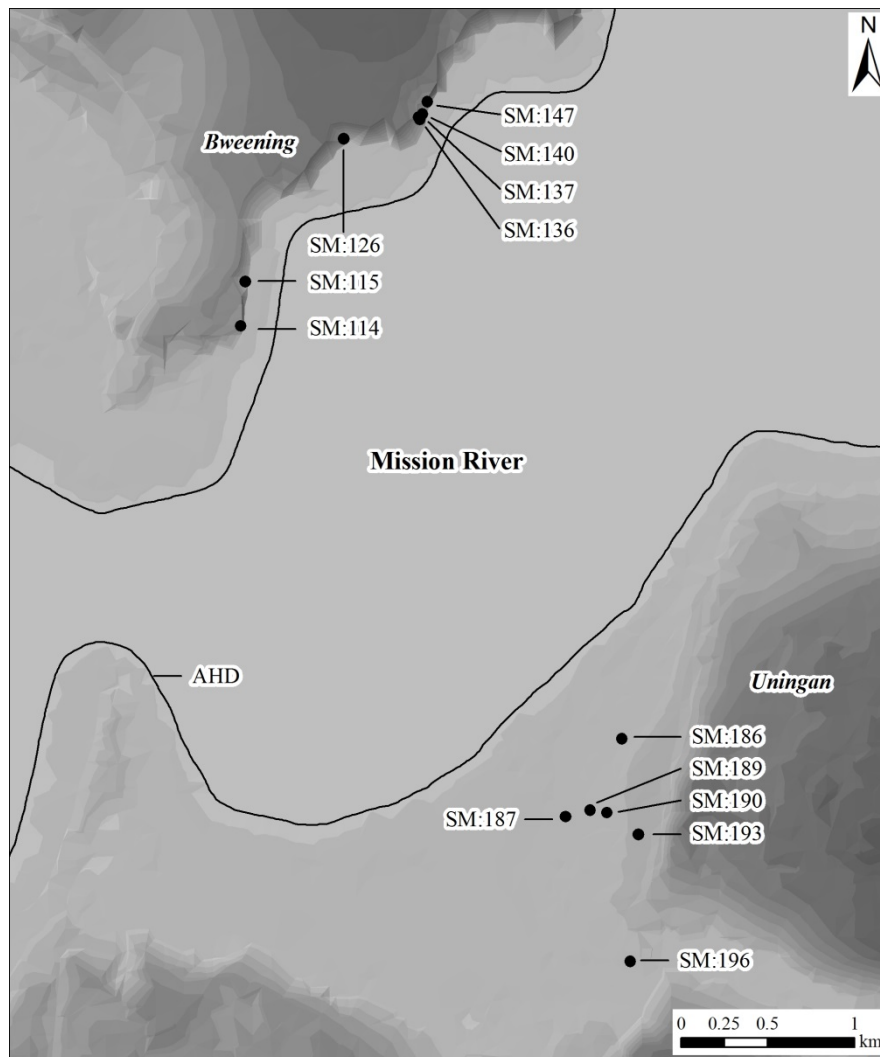 N
SM:147
Bweening
SM:140
SM:137
SM:136
SM:126
SM:115
SM:114
Mission River
AHD
Uningan
SM:186
SM:189
SM:190
SM:187
SM:193
SM:196
0 0.25 0.5 1
km